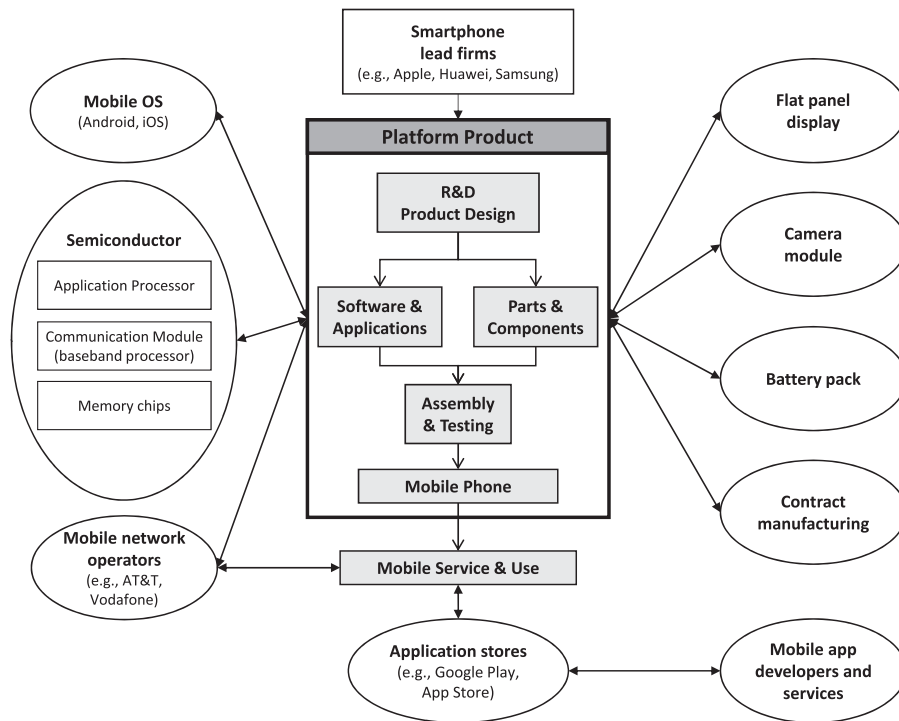 Smartphone
lead firms
(e.g., Apple, Huawei, Samsung)
Mobile OS
(Android, iOS)
Platform Product
Flat panel
display
R&D
Product Design
Semiconductor
Application Processor
Communication Module
(baseband processor)
Memory chips
Software &
Applications
Parts &
Components
Camera
module
Battery pack
Assembly
& Testing
Mobile Phone
Contract
manufacturing
Mobile network
operators
(e.g., AT&T,
Vodafone)
Mobile Service & Use
Application stores
(e.g., Google Play,
App Store)
Mobile app
developers and
services